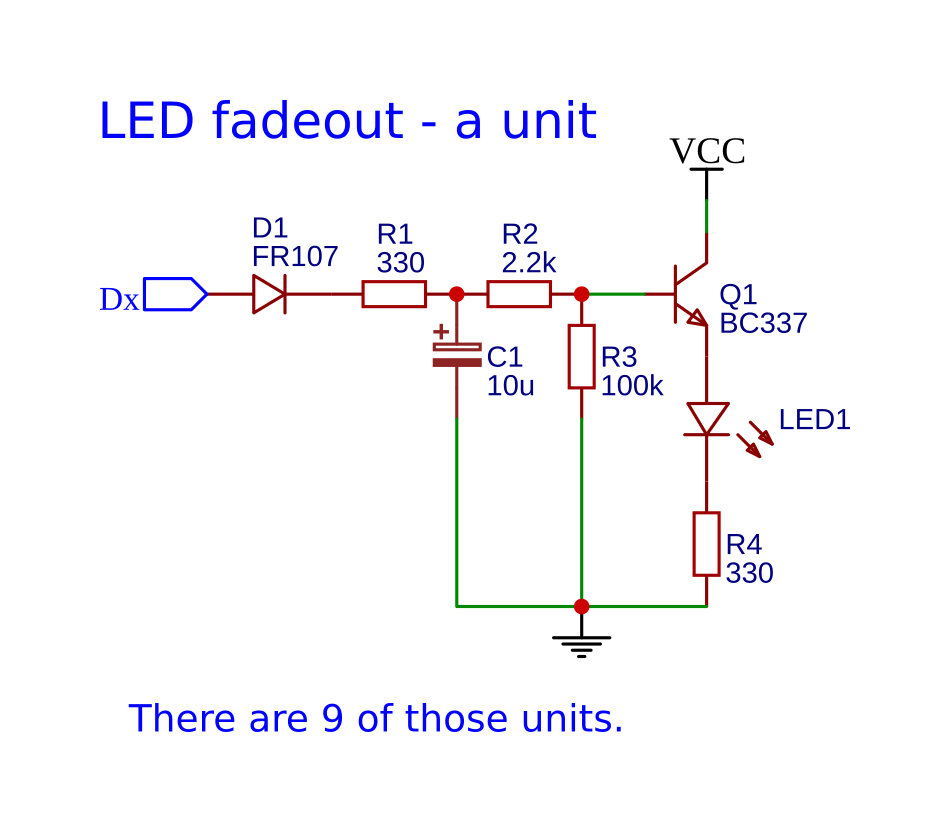 LED fadeout - a unit
VCC
D1
FR107
R1
330
R2
2.2k
Dx
Q1
BC337
+
C1
10u
R3
100k
LED1
R4
330
There are 9 of those units.